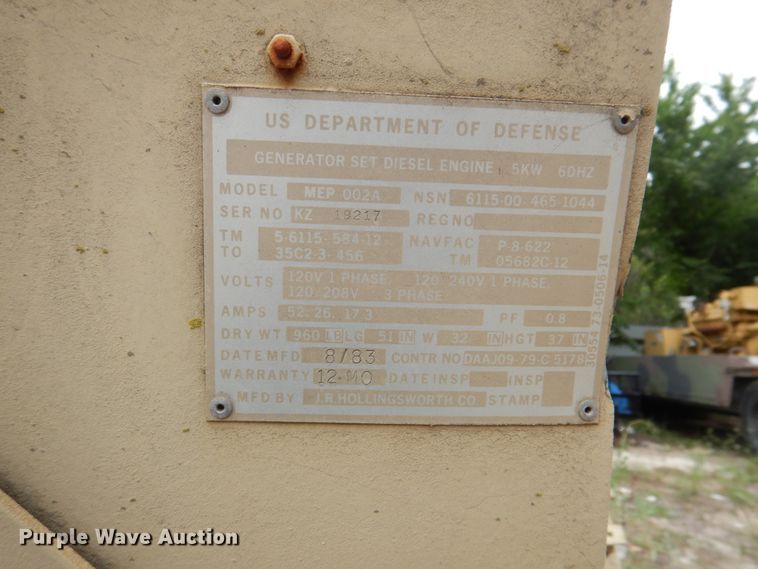 US DEPARTMENT OF DEFENSE
GENERATOR SET DIESEL ENGINE 5KW 60HZ
MODEL MEP 002A NSN 6115-00-465-1044
SER NO KZ 19217 REG NO
TM 5-6115-584-12 NAVFAC P-8-622
TO 35C2-3-456 TM 05682C-12
VOLTS 120V 1 PHASE, 120 240V 1 PHASE,
120/208V 3 PHASE
AMPS 52, 26, 17.3 PF 0.8
DRY WT 960 LB LG 51 IN W 32 IN HGT 37 IN
DATE MFD 8/83 CONTR NO DAAJ09-79-C-5178
WARRANTY 12-MO DATE INSP INSP
MFD BY J.R. HOLLINGSWORTH CO. STAMP
30554 73-0506-14
Purple Wave Auction